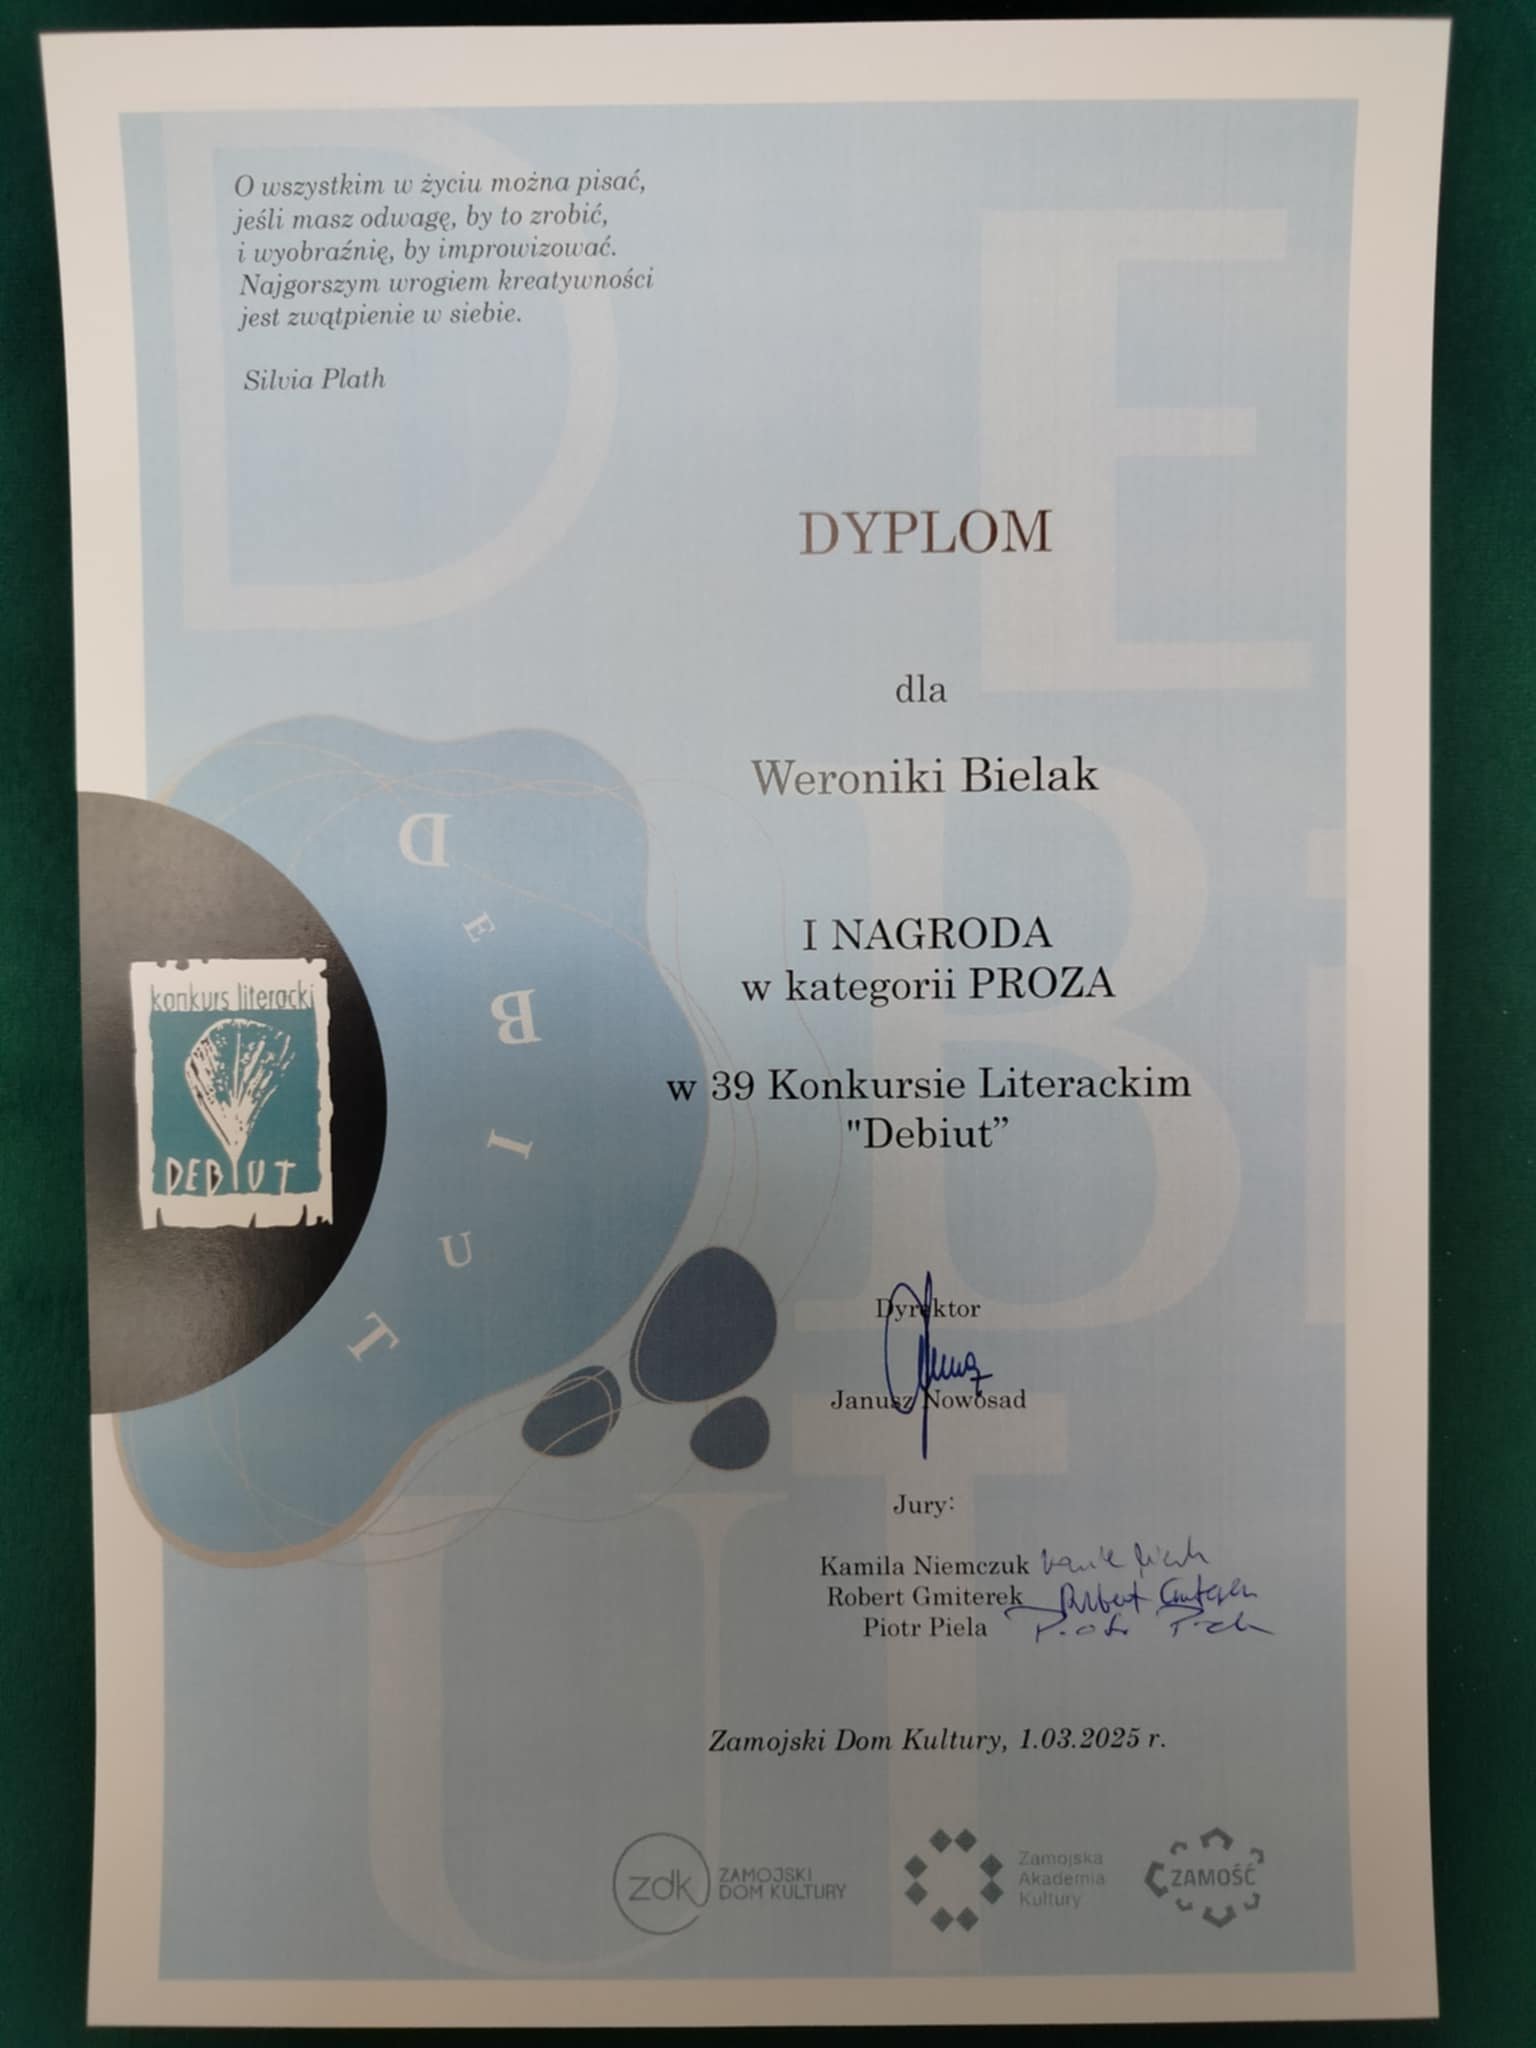 O wszystkim w życiu można pisać,
jeśli masz odwagę, by to zrobić,
i wyobraźnię, by improwizować.
Najgorszym wrogiem kreatywności
jest zwątpienie w siebie.
Silvia Plath
DYPLOM
dla
Weroniki Bielak
I NAGRODA
w kategorii PROZA
w 39 Konkursie Literackim
"Debiut”
konkurs literacki
DEBIUT
DEBIUT
Dyrektor
Janusz Nowosad
Jury:
Kamila Niemczuk
Robert Gmiterek
Piotr Piela
Zamojski Dom Kultury, 1.03.2025 r.
zdk ZAMOJSKI
DOM KULTURY
Zamojska
Akademia
Kultury
ZAMOŚĆ
DEBiUT